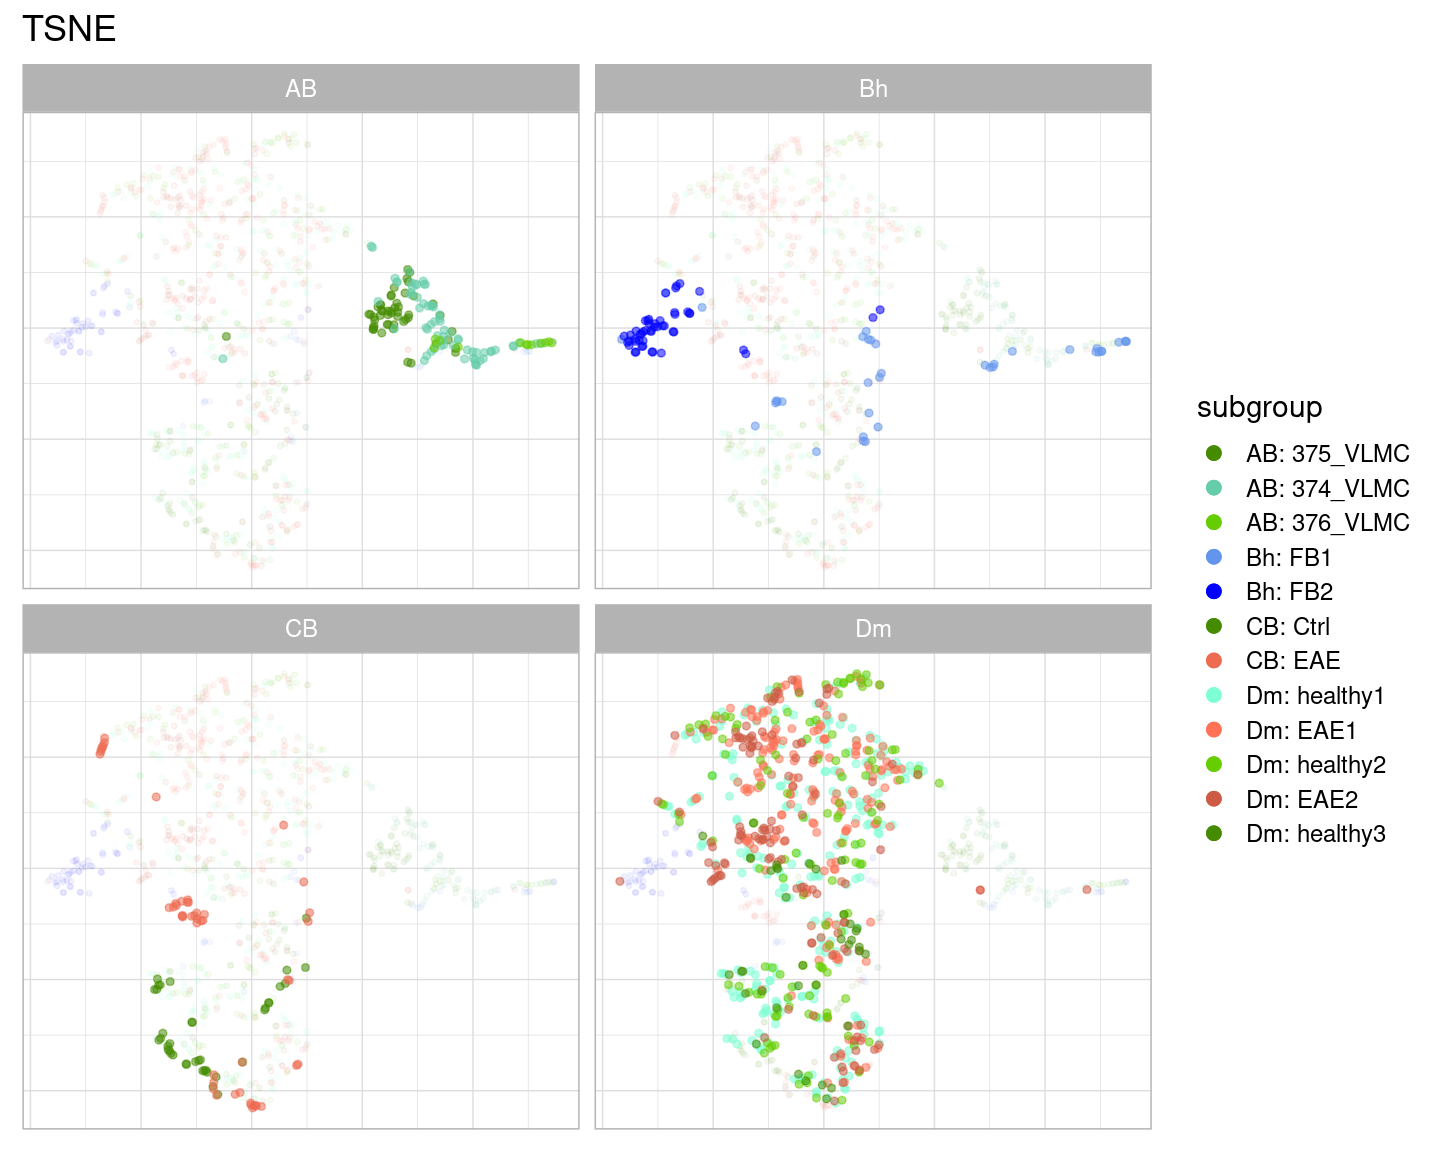 TSNE
AB
Bh
CB
Dm
subgroup
AB: 375_VLMC
AB: 374_VLMC
AB: 376_VLMC
Bh: FB1
Bh: FB2
CB: Ctrl
CB: EAE
Dm: healthy1
Dm: EAE1
Dm: healthy2
Dm: EAE2
Dm: healthy3